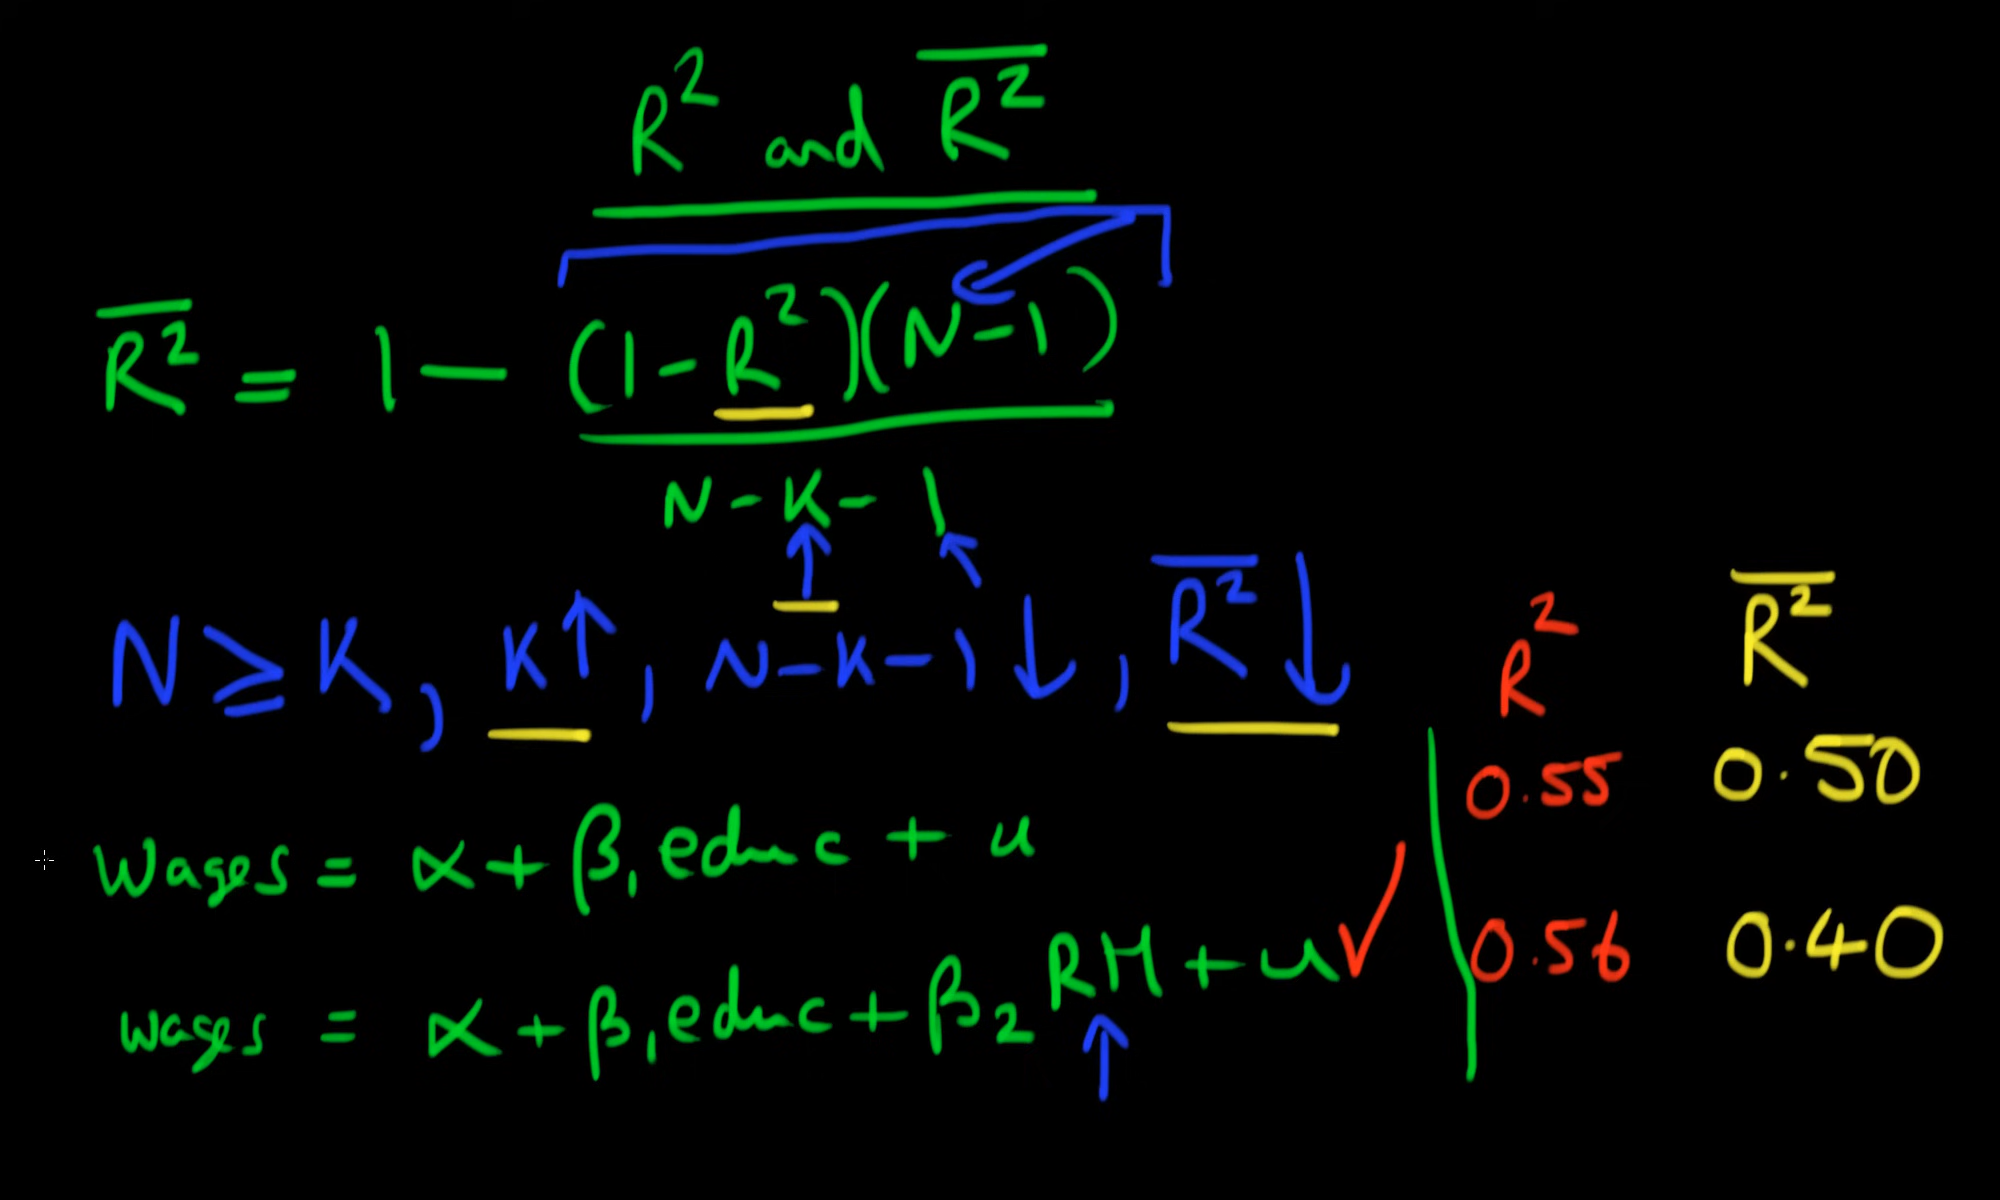 R² and R̅²
R̅² = 1 - (1 - R²)(N - 1)
N - K - 1
N ≥ K, K↑, N - K - 1 ↓, R̅² ↓
R² R̅²
0.55 0.50
Wages = α + β₁educ + u
wages = α + β₁educ + β₂RM + u ✓ 0.56 0.40